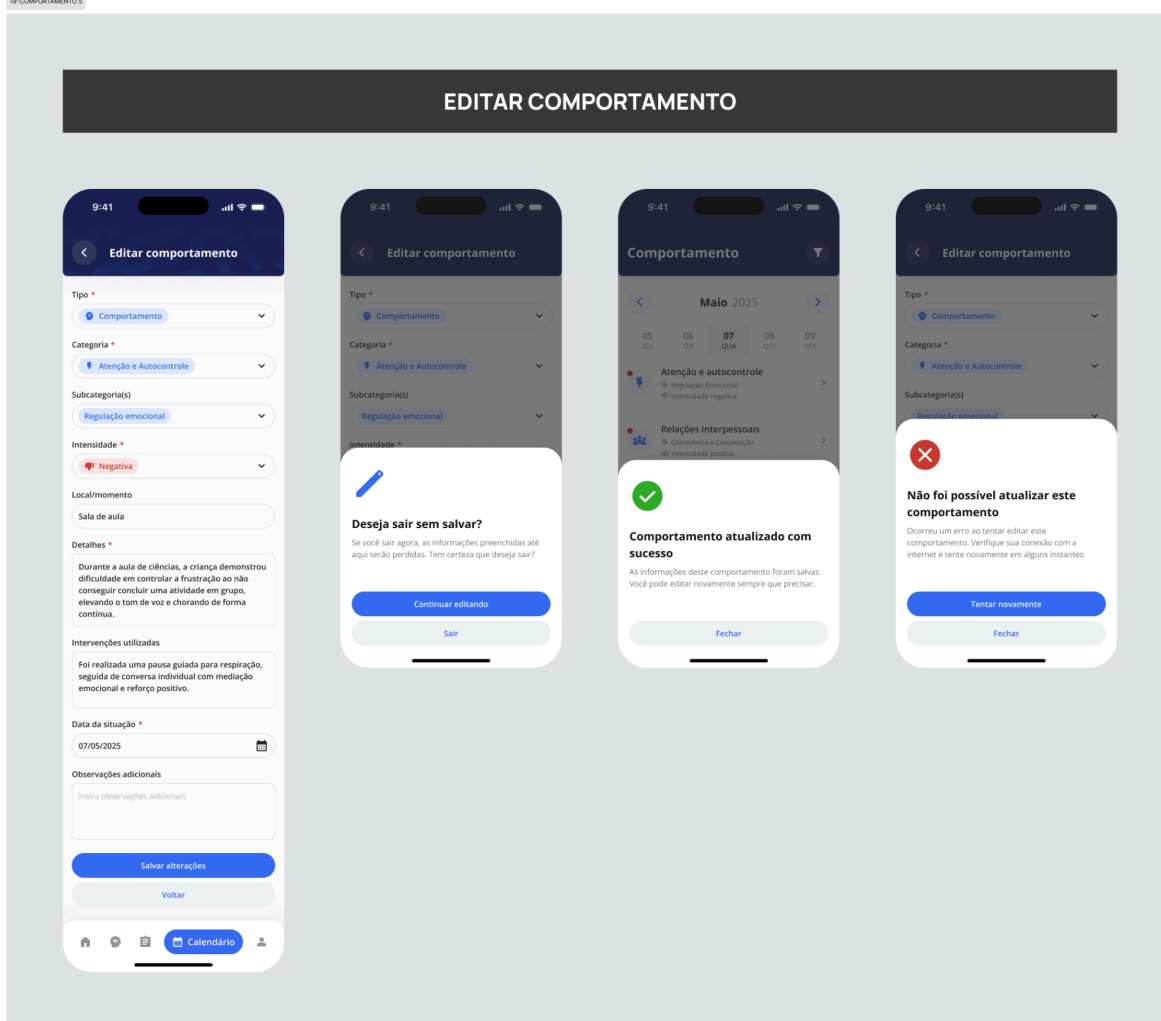 19-COMPORTAMENTO 5
EDITAR COMPORTAMENTO
9:41
Editar comportamento
Tipo *
Comportamento
Categoria *
Atenção e Autocontrole
Subcategoria(s)
Regulação emocional
Intensidade *
Negativa
Local/momento
Sala de aula
Detalhes *
Durante a aula de ciências, a criança demonstrou
dificuldade em controlar a frustração ao não
conseguir concluir uma atividade em grupo,
elevando o tom de voz e chorando de forma
contínua.
Intervenções utilizadas
Foi realizada uma pausa guiada para respiração,
seguida de conversa individual com mediação
emocional e reforço positivo.
Data da situação *
07/05/2025
Observações adicionais
Insira observações adicionais
Salvar alterações
Voltar
Calendário
9:41
Editar comportamento
Tipo *
Comportamento
Categoria *
Atenção e Autocontrole
Subcategoria(s)
Regulação emocional
Intensidade *
Deseja sair sem salvar?
Se você sair agora, as informações preenchidas até
aqui serão perdidas. Tem certeza que deseja sair?
Continuar editando
Sair
9:41
Comportamento
Maio 2025
05 06 07 08 09
SEG TER QUA QUI SEX
Atenção e autocontrole
Regulação Emocional
Intensidade negativa
Relações interpessoais
Convivência e Cooperação
Intensidade positiva
Comportamento atualizado com
sucesso
As informações deste comportamento foram salvas.
Você pode editar novamente sempre que precisar.
Fechar
9:41
Editar comportamento
Tipo *
Comportamento
Categoria *
Atenção e Autocontrole
Subcategoria(s)
Regulação emocional
Não foi possível atualizar este
comportamento
Ocorreu um erro ao tentar editar este
comportamento. Verifique sua conexão com a
internet e tente novamente em alguns instantes.
Tentar novamente
Fechar